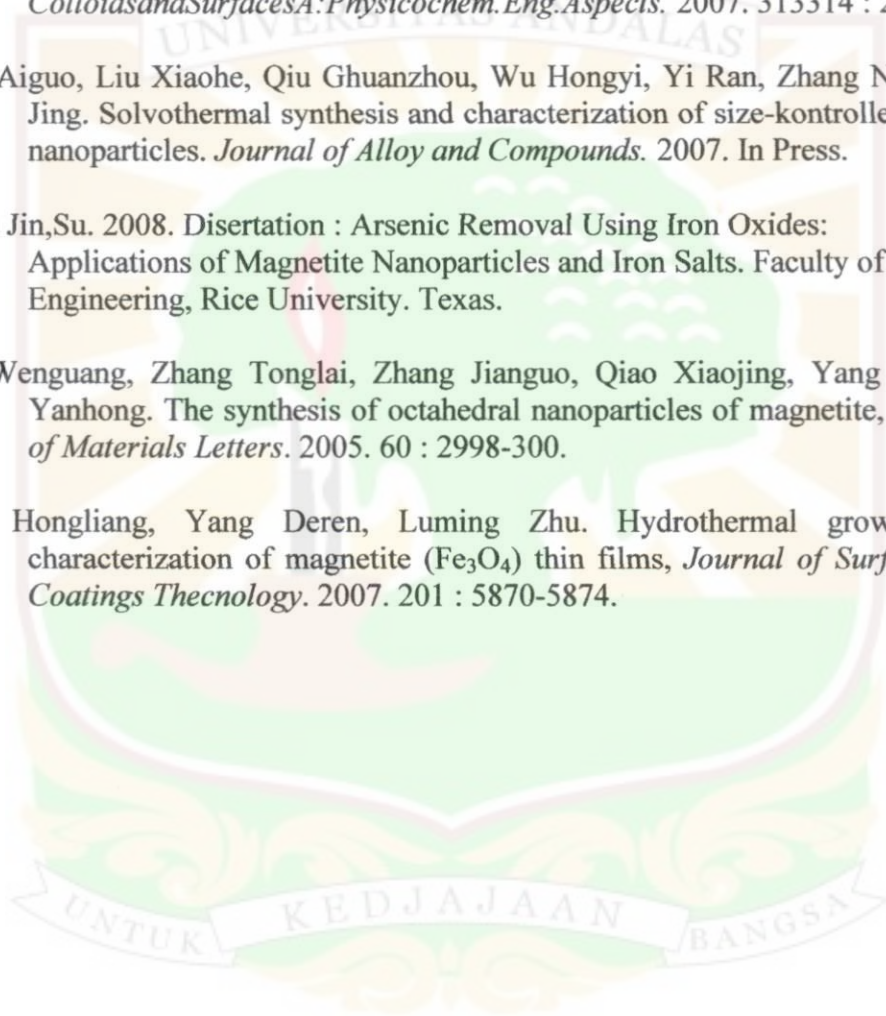 ColloidsandSurfacesA:Physicochem.Eng.Aspects. 2007. 313314 :
UNIVERSITAS ANDALAS
Aiguo, Liu Xiaohe, Qiu Ghuanzhou, Wu Hongyi, Yi Ran, Zhang N
Jing. Solvothermal synthesis and characterization of size-kontrolle
nanoparticles. Journal of Alloy and Compounds. 2007. In Press.
Jin,Su. 2008. Disertation : Arsenic Removal Using Iron Oxides:
Applications of Magnetite Nanoparticles and Iron Salts. Faculty of
Engineering, Rice University. Texas.
Wenguang, Zhang Tonglai, Zhang Jianguo, Qiao Xiaojing, Yang
Yanhong. The synthesis of octahedral nanoparticles of magnetite,
of Materials Letters. 2005. 60 : 2998-300.
Hongliang, Yang Deren, Luming Zhu. Hydrothermal grow
characterization of magnetite (Fe₃O₄) thin films, Journal of Surf
Coatings Thecnology. 2007. 201 : 5870-5874.
UNTUK KEDJAJAAN BANGSA